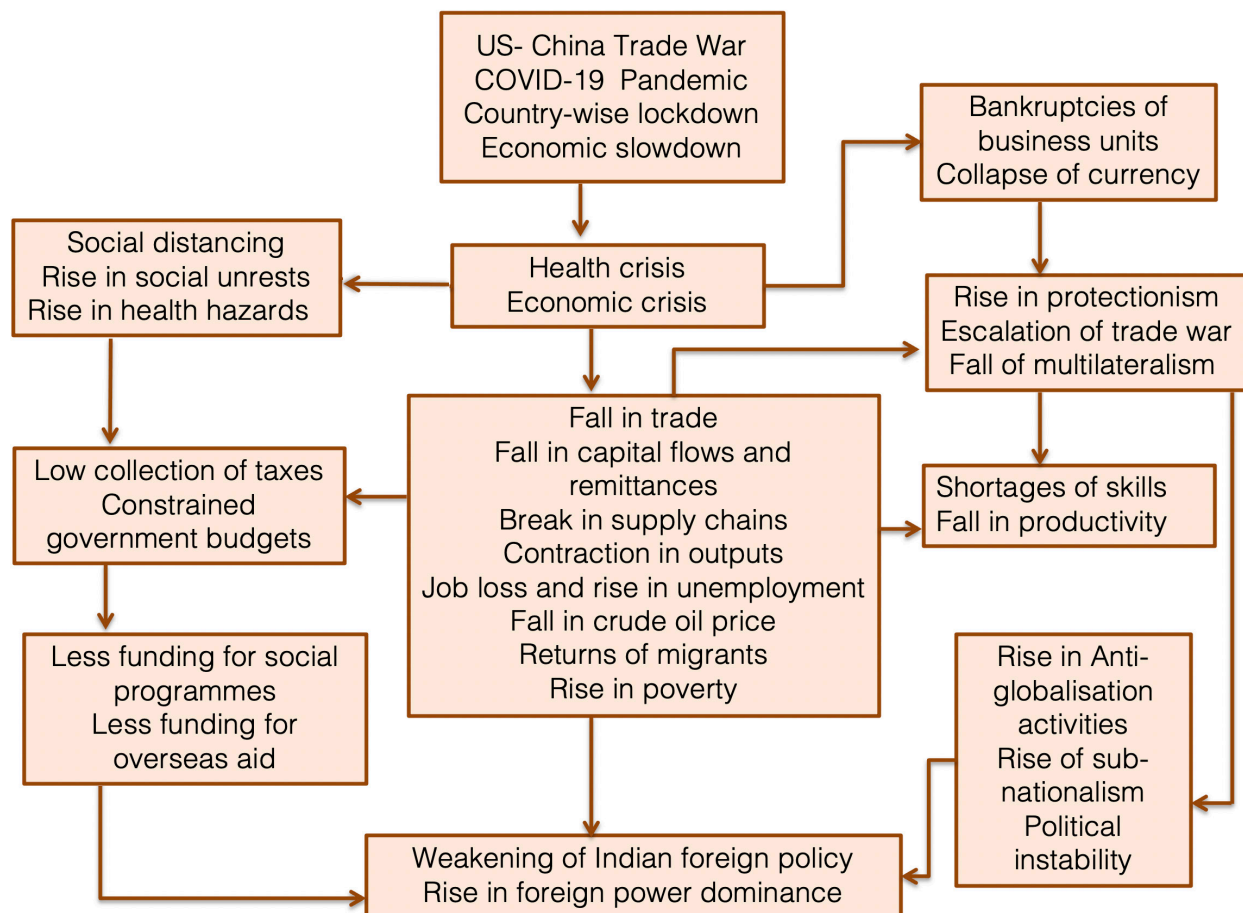 US- China Trade War
COVID-19 Pandemic
Country-wise lockdown
Economic slowdown
Bankruptcies of
business units
Collapse of currency
Social distancing
Rise in social unrests
Rise in health hazards
Health crisis
Economic crisis
Rise in protectionism
Escalation of trade war
Fall of multilateralism
Fall in trade
Fall in capital flows and
remittances
Break in supply chains
Contraction in outputs
Job loss and rise in unemployment
Fall in crude oil price
Returns of migrants
Rise in poverty
Low collection of taxes
Constrained
government budgets
Shortages of skills
Fall in productivity
Less funding for social
programmes
Less funding for
overseas aid
Rise in Anti-
globalisation
activities
Rise of sub-
nationalism
Political
instability
Weakening of Indian foreign policy
Rise in foreign power dominance